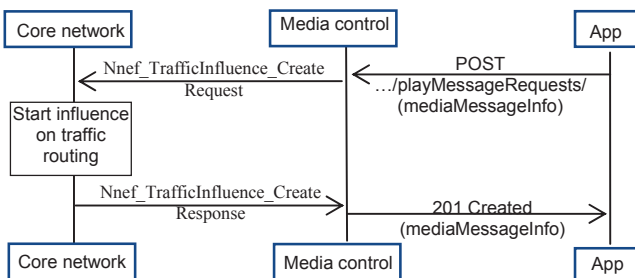 Core network
Media control
App
Nnef_TrafficInfluence_Create
Request
POST
…/playMessageRequests/
(mediaMessageInfo)
Start influence
on traffic
routing
Nnef_TrafficInfluence_Create
Response
201 Created
(mediaMessageInfo)
Core network
Media control
App